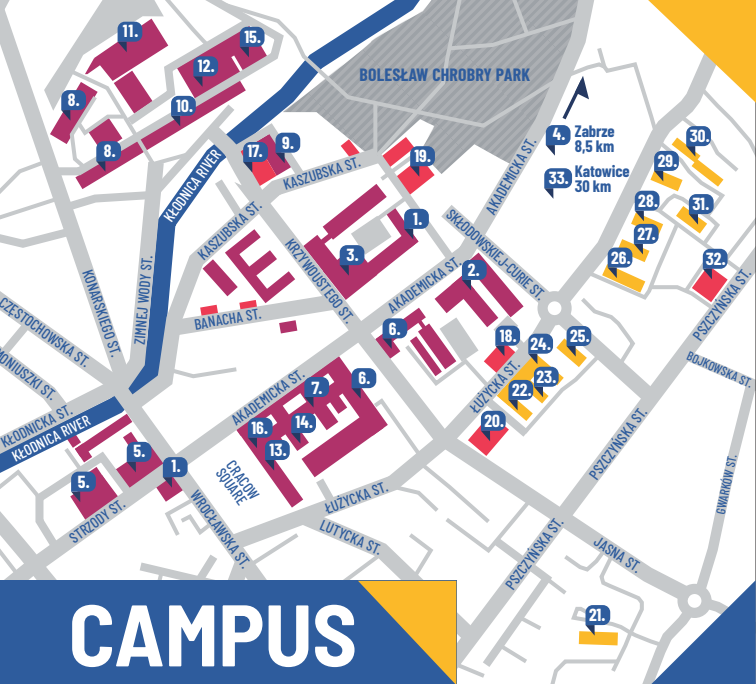 11.
15.
12.
BOLESŁAW CHROBRY PARK
8.
10.
4. Zabrze
8,5 km
30.
8.
17.
9.
19.
29.
33. Katowice
30 km
KASZUBSKA ST.
AKADEMICKA ST.
KŁODNICA RIVER
28.
31.
1.
SKŁODOWSKIEJ-CURIE ST.
KASZUBSKA ST.
27.
3.
KRZYWOUSTEGO ST.
26.
32.
2.
AKADEMICKA ST.
KONARSKIEGO ST.
ZIMNEJ WODY ST.
PSZCZYŃSKA ST.
CZĘSTOCHOWSKA ST.
BANACHA ST.
6.
18.
24.
25.
MONIUSZKI ST.
BOJKOWSKA ST.
7.
6.
ŁUŻYCKA ST.
22.
23.
AKADEMICKA ST.
KŁODNICKA ST.
KŁODNICA RIVER
16.
14.
20.
PSZCZYŃSKA ST.
13.
5.
1.
5.
CRACOW
SQUARE
GWARKÓW ST.
ŁUŻYCKA ST.
STRZODY ST.
WROCŁAWSKA ST.
LUTYCKA ST.
PSZCZYŃSKA ST.
JASNA ST.
21.
CAMPUS